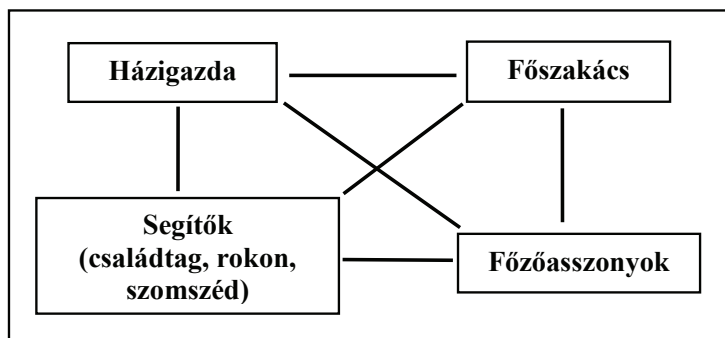 Házigazda
Főszakács
Segítők
(családtag, rokon,
szomszéd)
Főzőasszonyok